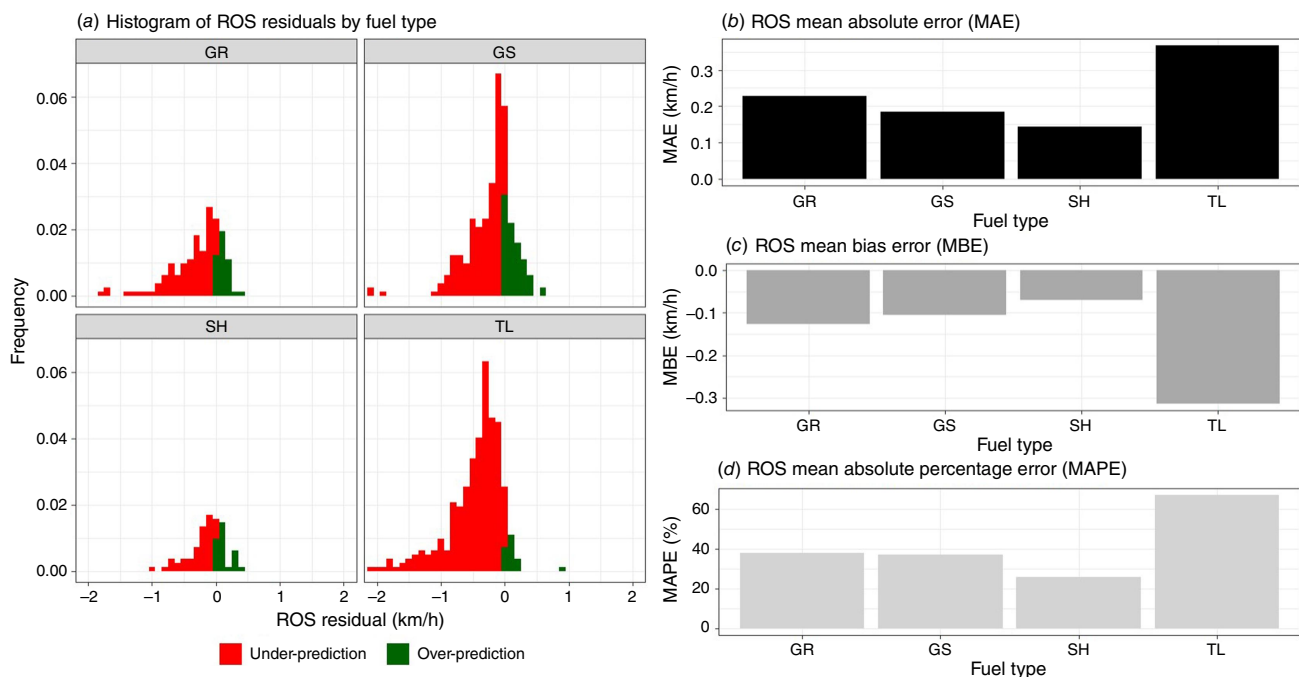 (a) Histogram of ROS residuals by fuel type
GR
GS
0.06
0.04
0.02
0.00
SH
TL
0.06
0.04
0.02
0.00
Frequency
−2 −1 0 1 2
−2 −1 0 1 2
ROS residual (km/h)
Under-prediction Over-prediction
(b) ROS mean absolute error (MAE)
MAE (km/h)
0.3
0.2
0.1
0.0
GR GS SH TL
Fuel type
(c) ROS mean bias error (MBE)
MBE (km/h)
0.0
−0.1
−0.2
−0.3
GR GS SH TL
Fuel type
(d) ROS mean absolute percentage error (MAPE)
MAPE (%)
60
40
20
0
GR GS SH TL
Fuel type